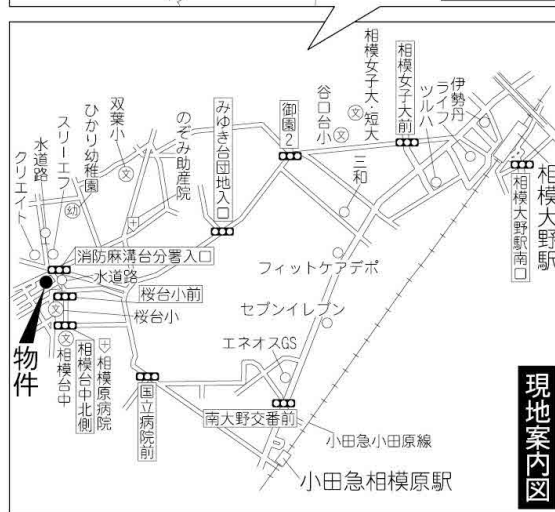 伊勢丹
ライフ
ツルハ
相模女子大前
相模女子大・短大
文
谷口台小
文
御園2
三和
みゆき台団地入口
のぞみ助産院
双葉小
文
ひかり幼稚園
幼
スリーエフ
水道路
クリエイト
相模大野駅
相模大野駅南口
消防麻溝台分署入口
水道路
桜台小前
桜台小
文
フィットケアデポ
セブンイレブン
エネオスGS
物件
文
相模台中
相模台中北側
相模原病院
国立病院前
南大野交番前
小田急小田原線
小田急相模原駅
現地案内図